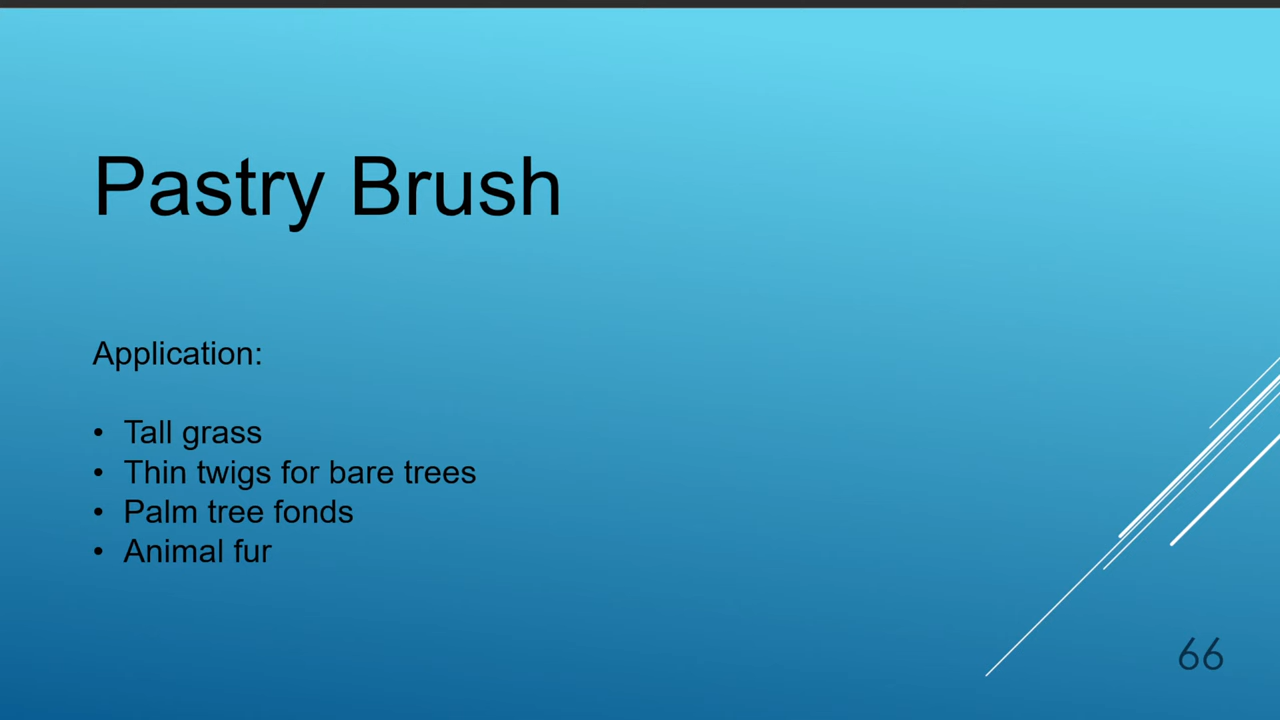 Pastry Brush
Application:
• Tall grass
• Thin twigs for bare trees
• Palm tree fonds
• Animal fur
66